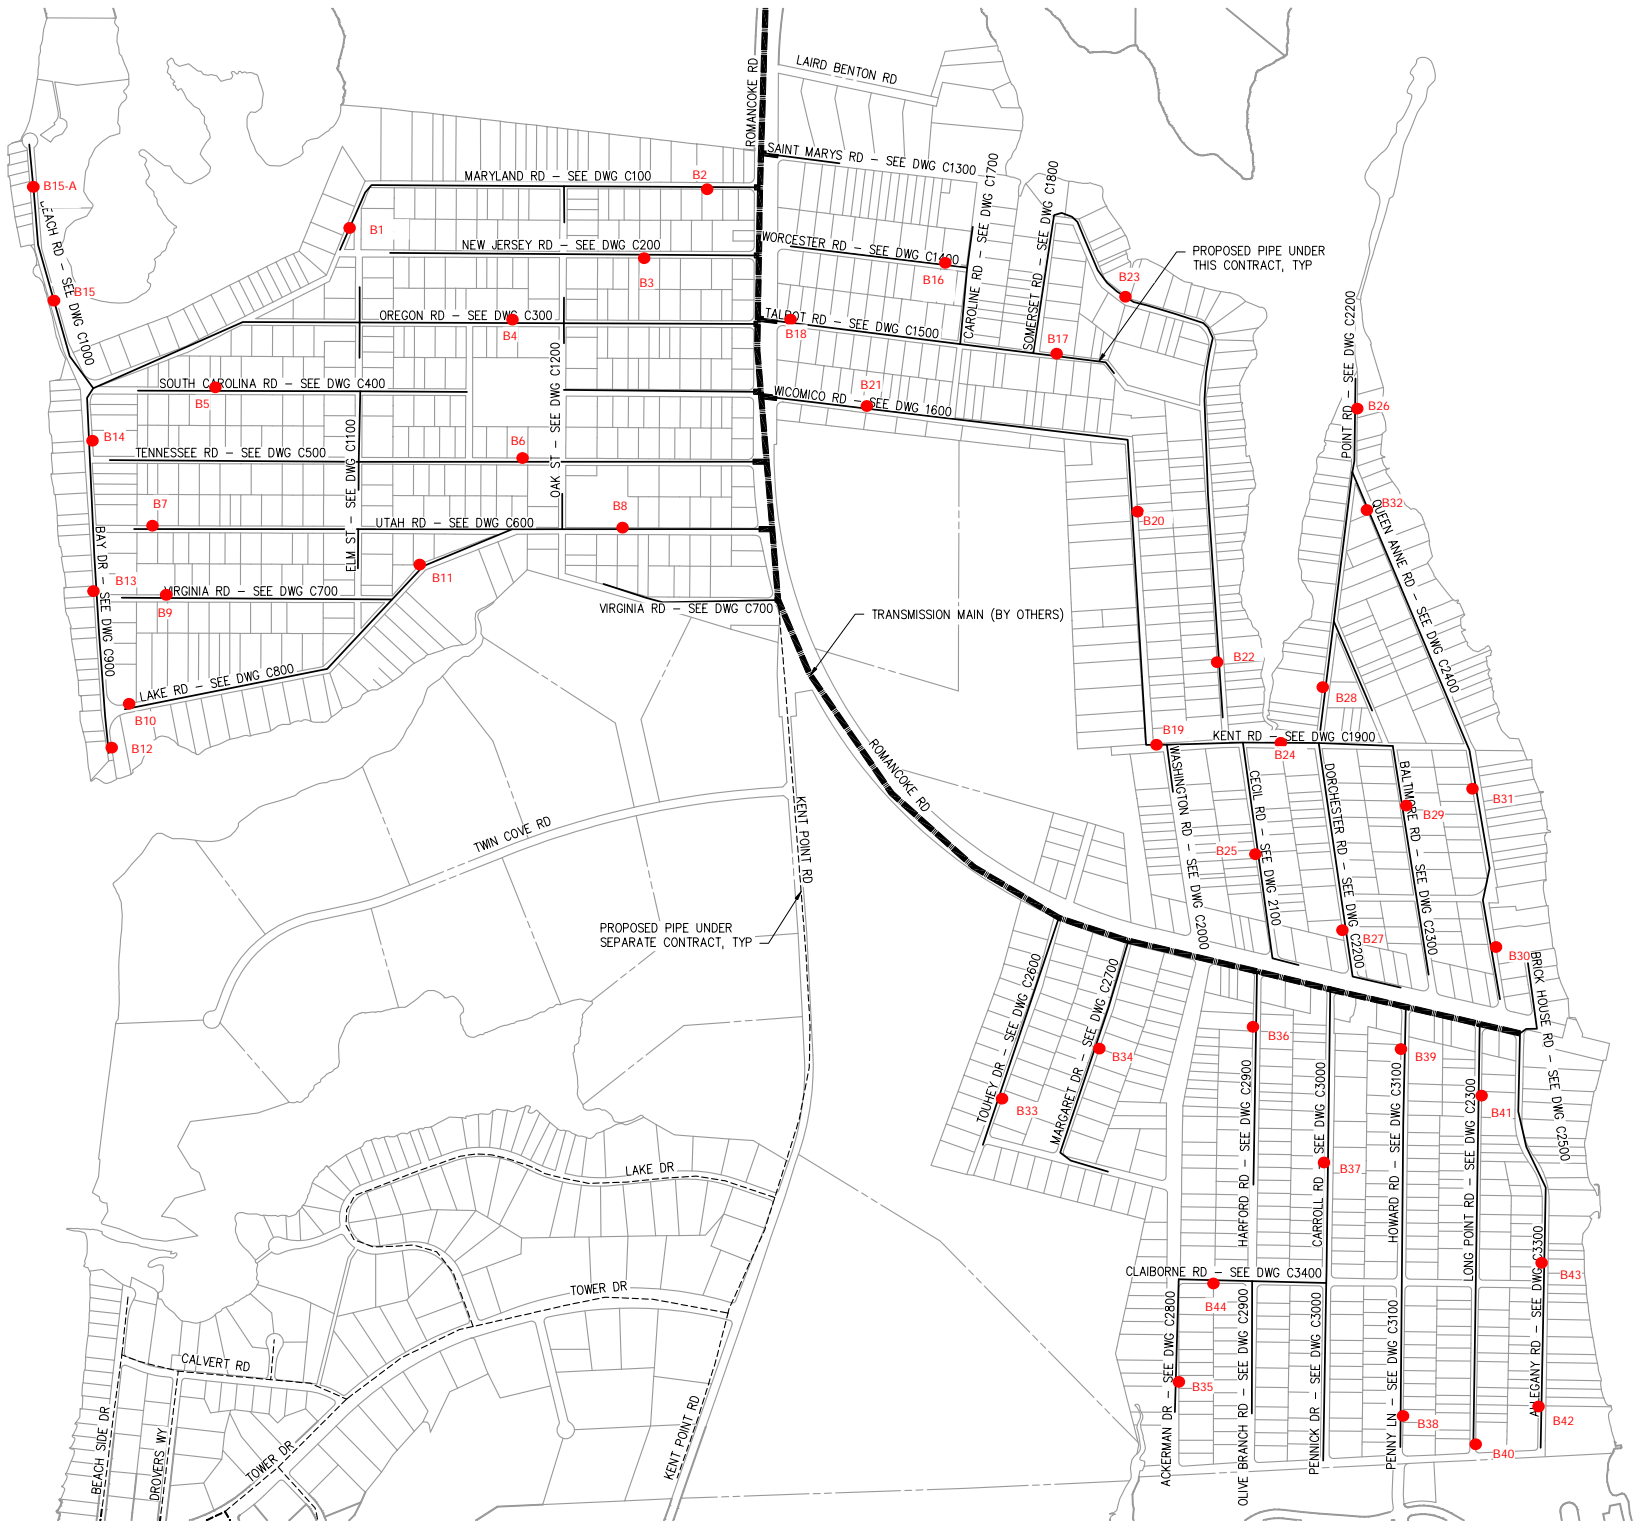 LAIRD BENTON RD
ROMANCOKE RD
SAINT MARYS RD – SEE DWG C1300
MARYLAND RD – SEE DWG C100
B2
B15-A
BEACH RD – SEE DWG C1000
B1
NEW JERSEY RD – SEE DWG C200
B3
WORCESTER RD – SEE DWG C1400
B16
CAROLINE RD – SEE DWG C1700
SOMERSET RD – SEE DWG C1800
PROPOSED PIPE UNDER
THIS CONTRACT, TYP
B23
B15
OREGON RD – SEE DWG C300
B4
TALBOT RD – SEE DWG C1500
B18
B17
POINT RD – SEE DWG C2200
SOUTH CAROLINA RD – SEE DWG C400
B5
OAK ST – SEE DWG C1200
WICOMICO RD – SEE DWG 1600
B21
B26
B14
ELM ST – SEE DWG C1100
TENNESSEE RD – SEE DWG C500
B6
B7
UTAH RD – SEE DWG C600
B8
B20
B32
QUEEN ANNE RD – SEE DWG C2400
BAY DR – SEE DWG C900
B11
B13
VIRGINIA RD – SEE DWG C700
B9
VIRGINIA RD – SEE DWG C700
TRANSMISSION MAIN (BY OTHERS)
LAKE RD – SEE DWG C800
B10
B12
B22
B28
B19
KENT RD – SEE DWG C1900
B24
ROMANCOKE RD
WASHINGTON RD – SEE DWG C2000
CECIL RD – SEE DWG 2100
DORCHESTER RD – SEE DWG C2200
BALTIMORE RD – SEE DWG C2300
B31
B29
KENT POINT RD
TWIN COVE RD
B25
PROPOSED PIPE UNDER
SEPARATE CONTRACT, TYP
B27
B30
BRICK HOUSE RD – SEE DWG C2500
TOUHEY DR – SEE DWG C2600
MARGARET DR – SEE DWG C2700
B36
B34
B39
B33
B41
HARFORD RD – SEE DWG C2900
CARROLL RD – SEE DWG C3000
HOWARD RD – SEE DWG C3100
LONG POINT RD – SEE DWG C2300
B37
LAKE DR
CLAIBORNE RD – SEE DWG C3400
B44
B43
TOWER DR
ACKERMAN DR – SEE DWG C2800
OLIVE BRANCH RD – SEE DWG C2900
PENNICK DR – SEE DWG C3000
PENNY LN – SEE DWG C3100
ALLEGANY RD – SEE DWG C3300
CALVERT RD
B35
B38
B42
B40
KENT POINT RD
BEACH SIDE DR
DROVERS WY
TOWER DR